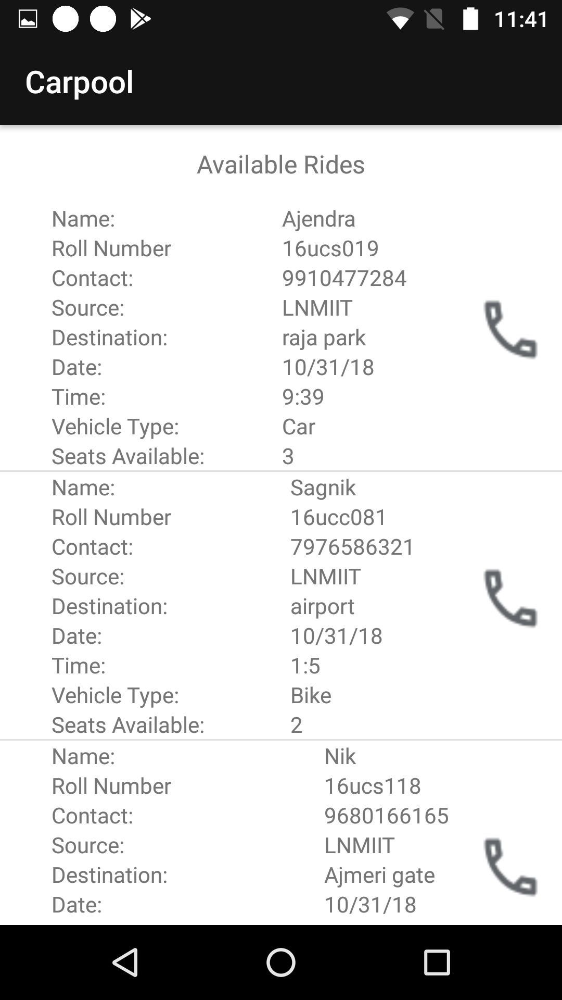 11:41
Carpool
Available Rides
Name: Ajendra
Roll Number 16ucs019
Contact: 9910477284
Source: LNMIIT
Destination: raja park
Date: 10/31/18
Time: 9:39
Vehicle Type: Car
Seats Available: 3
Name: Sagnik
Roll Number 16ucc081
Contact: 7976586321
Source: LNMIIT
Destination: airport
Date: 10/31/18
Time: 1:5
Vehicle Type: Bike
Seats Available: 2
Name: Nik
Roll Number 16ucs118
Contact: 9680166165
Source: LNMIIT
Destination: Ajmeri gate
Date: 10/31/18